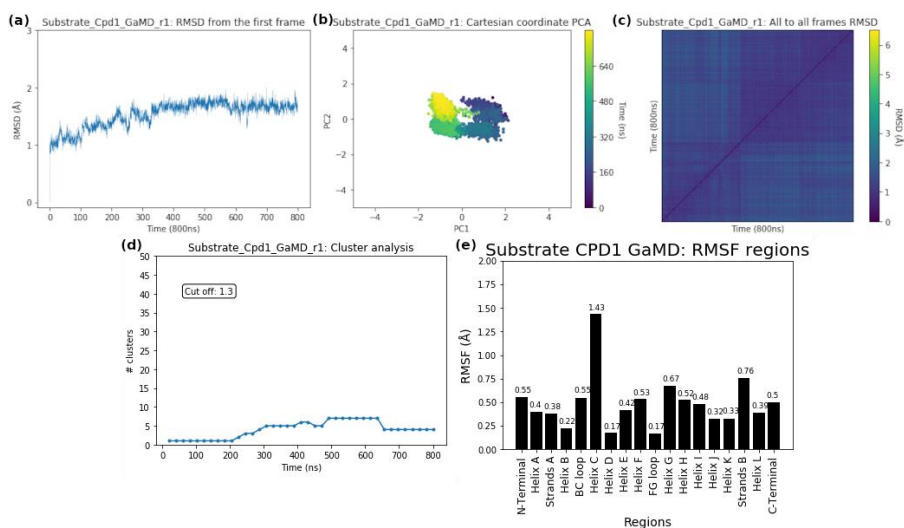 (a)
Substrate_Cpd1_GaMD_r1: RMSD from the first frame
3
2
1
0
RMSD (Å)
0 100 200 300 400 500 600 700 800
Time (800ns)
(b)
Substrate_Cpd1_GaMD_r1: Cartesian coordinate PCA
4
2
0
−2
−4
PC2
−4 −2 0 2 4
PC1
640
480
320
160
0
Time (ns)
(c)
Substrate_Cpd1_GaMD_r1: All to all frames RMSD
Time (800ns)
Time (800ns)
6
5
4
3
2
1
0
RMSD (Å)
(d)
Substrate_Cpd1_GaMD_r1: Cluster analysis
Cut off: 1.3
50
45
40
35
30
25
20
15
10
5
0
# clusters
0 100 200 300 400 500 600 700 800
Time (ns)
(e)
Substrate CPD1 GaMD: RMSF regions
2.00
1.75
1.50
1.25
1.00
0.75
0.50
0.25
0.00
RMSF (Å)
0.55 0.4 0.38 0.22 0.55 1.43 0.17 0.42 0.53 0.17 0.67 0.52 0.48 0.32 0.33 0.76 0.39 0.5
N-Terminal
Helix A
Strands A
Helix B
BC loop
Helix C
Helix D
Helix E
Helix F
FG loop
Helix G
Helix H
Helix I
Helix J
Helix K
Strands B
Helix L
C-Terminal
Regions